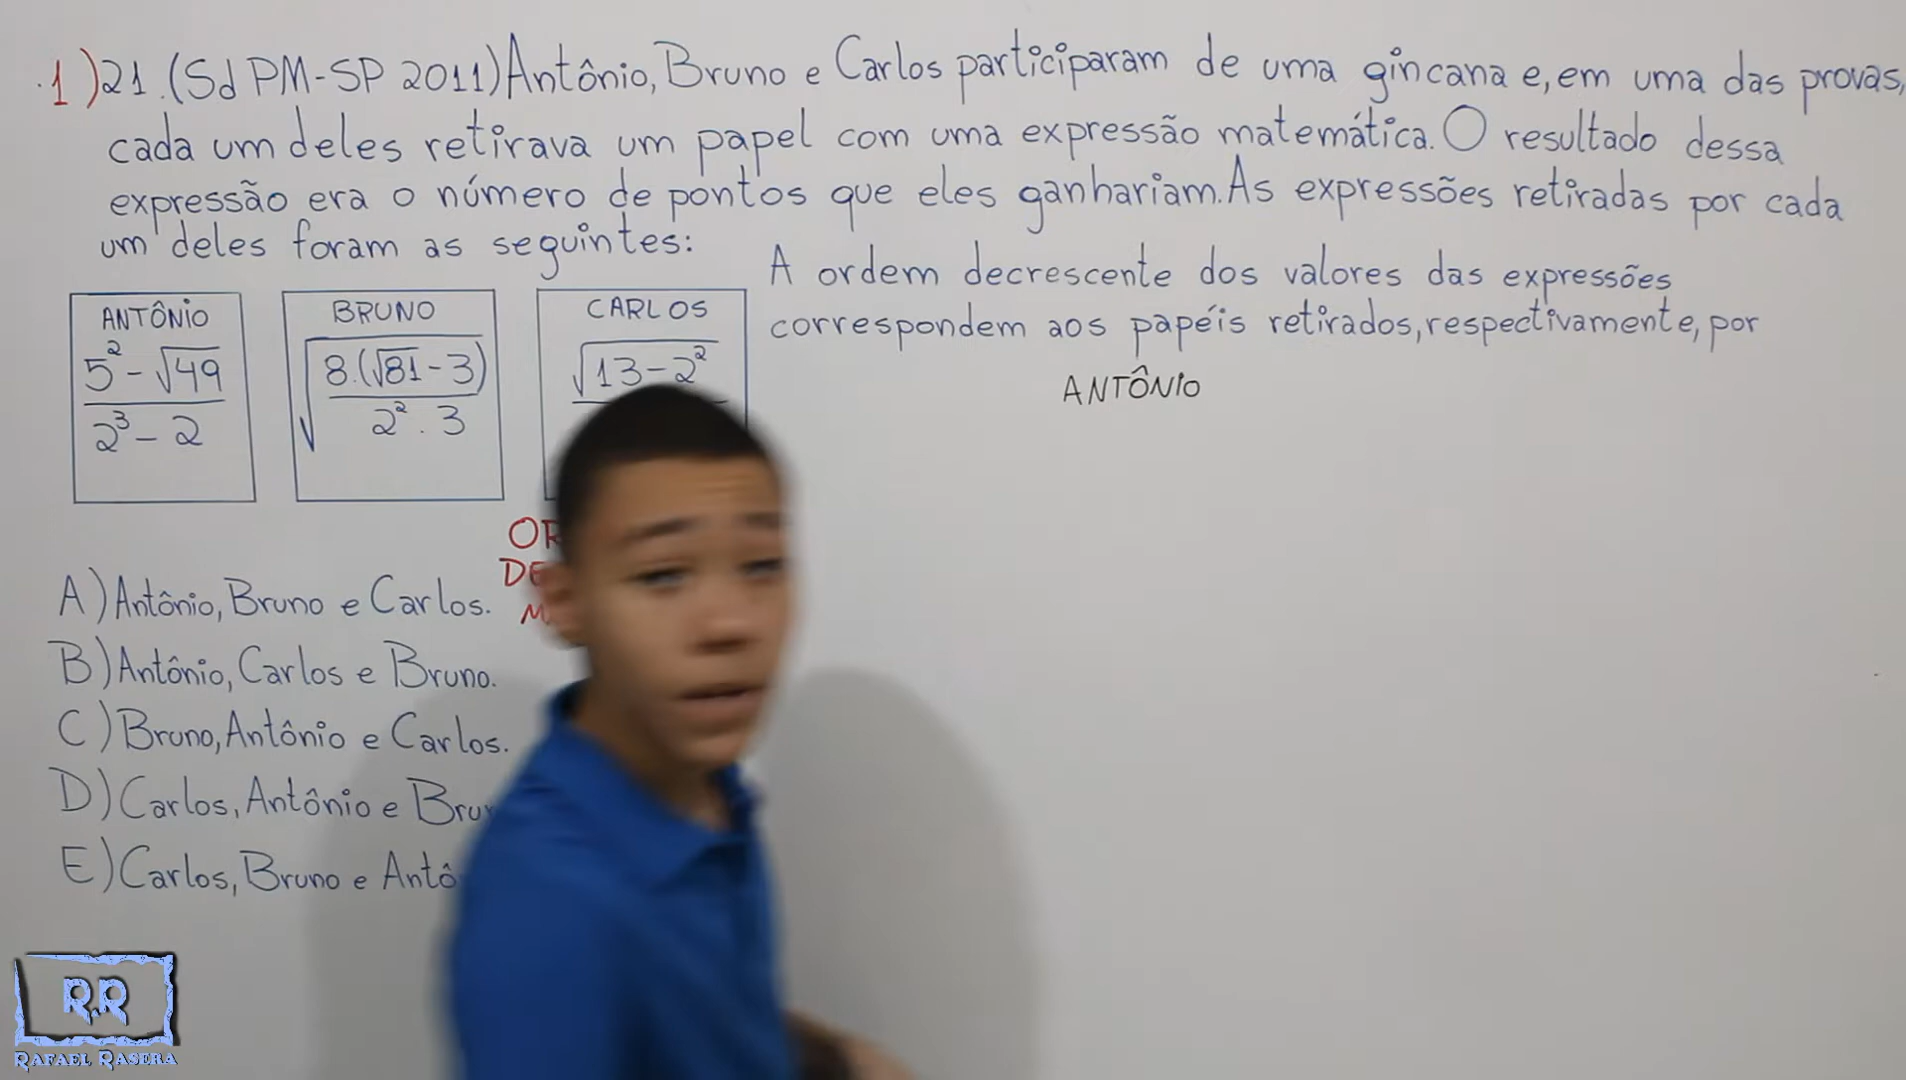 1) 21.(Sd PM-SP 2011) Antônio, Bruno e Carlos participaram de uma gincana e, em uma das provas,
cada um deles retirava um papel com uma expressão matemática. O resultado dessa
expressão era o número de pontos que eles ganhariam. As expressões retiradas por cada
um deles foram as seguintes:
A ordem decrescente dos valores das expressões
correspondem aos papéis retirados, respectivamente, por
ANTÔNIO
5² - √49
2³ - 2
BRUNO
√8.(√81 - 3)
2² . 3
CARLOS
√13 - 2²
ANTÔNIO
A) Antônio, Bruno e Carlos.
B) Antônio, Carlos e Bruno.
C) Bruno, Antônio e Carlos.
D) Carlos, Antônio e
E) Carlos, Bruno e
R.R
RAFAEL RASERA